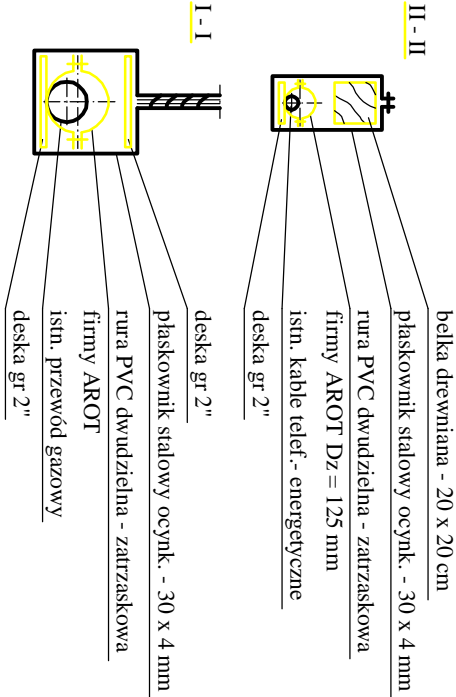 II - II
belka drewniana - 20 x 20 cm
płaskownik stalowy ocynk. - 30 x 4 mm
rura PVC dwudzielna - zatrzaskowa
firmy AROT Dz = 125 mm
istn. kable telef.- energetyczne
deska gr 2"
I - I
deska gr 2"
płaskownik stalowy ocynk. - 30 x 4 mm
rura PVC dwudzielna - zatrzaskowa
firmy AROT
istn. przewód gazowy
deska gr 2"